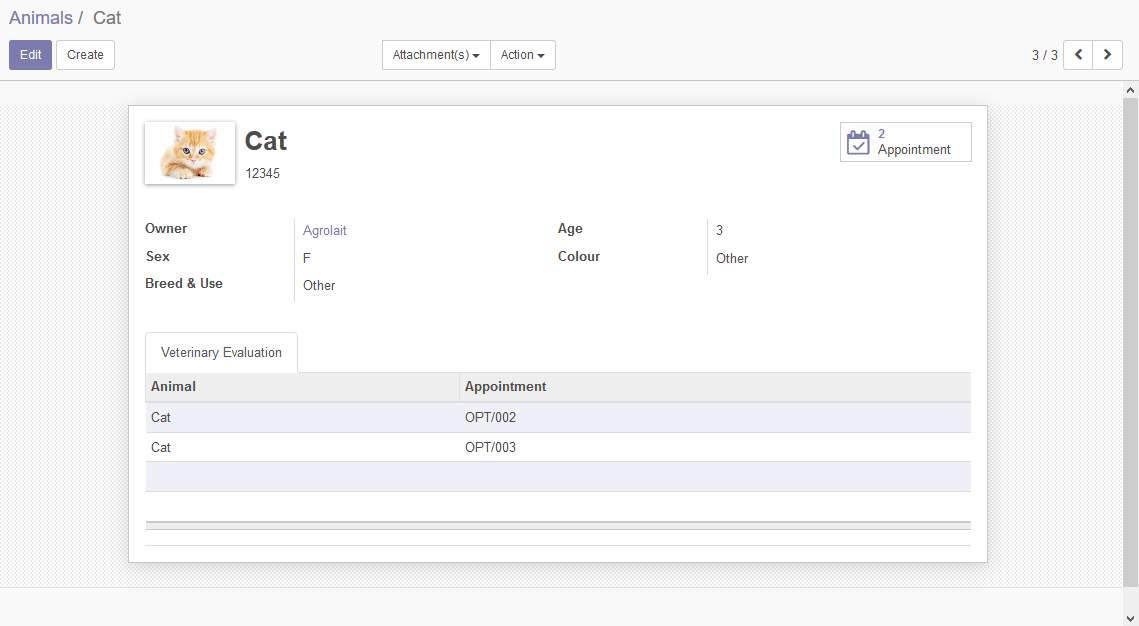 Animals / Cat
Edit Create Attachment(s) Action 3 / 3
Cat
12345
2
Appointment
Owner Agrolait Age 3
Sex F Colour Other
Breed & Use Other
Veterinary Evaluation
Animal Appointment
Cat OPT/002
Cat OPT/003